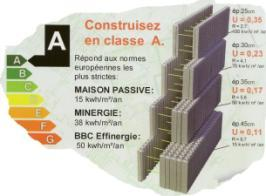 Construisez
en classe A.
A
Répond aux normes
européennes les
plus strictes:
MAISON PASSIVE:
15 kwh/m²/an
MINERGIE:
38 kwh/m²/an
BBC Effinergie:
50 kwh/m²/an
A
B
C
D
E
F
G
ép.25cm
U = 0,35
ép.30cm
U = 0,23
ép.35cm
U = 0,17
ép.45cm
U = 0,11